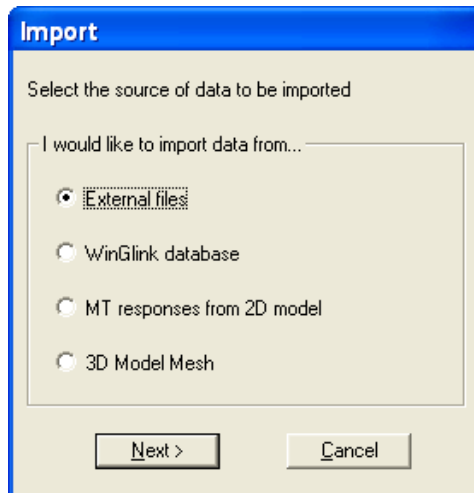 Import
Select the source of data to be imported
I would like to import data from...
External files
WinGlink database
MT responses from 2D model
3D Model Mesh
Next >
Cancel